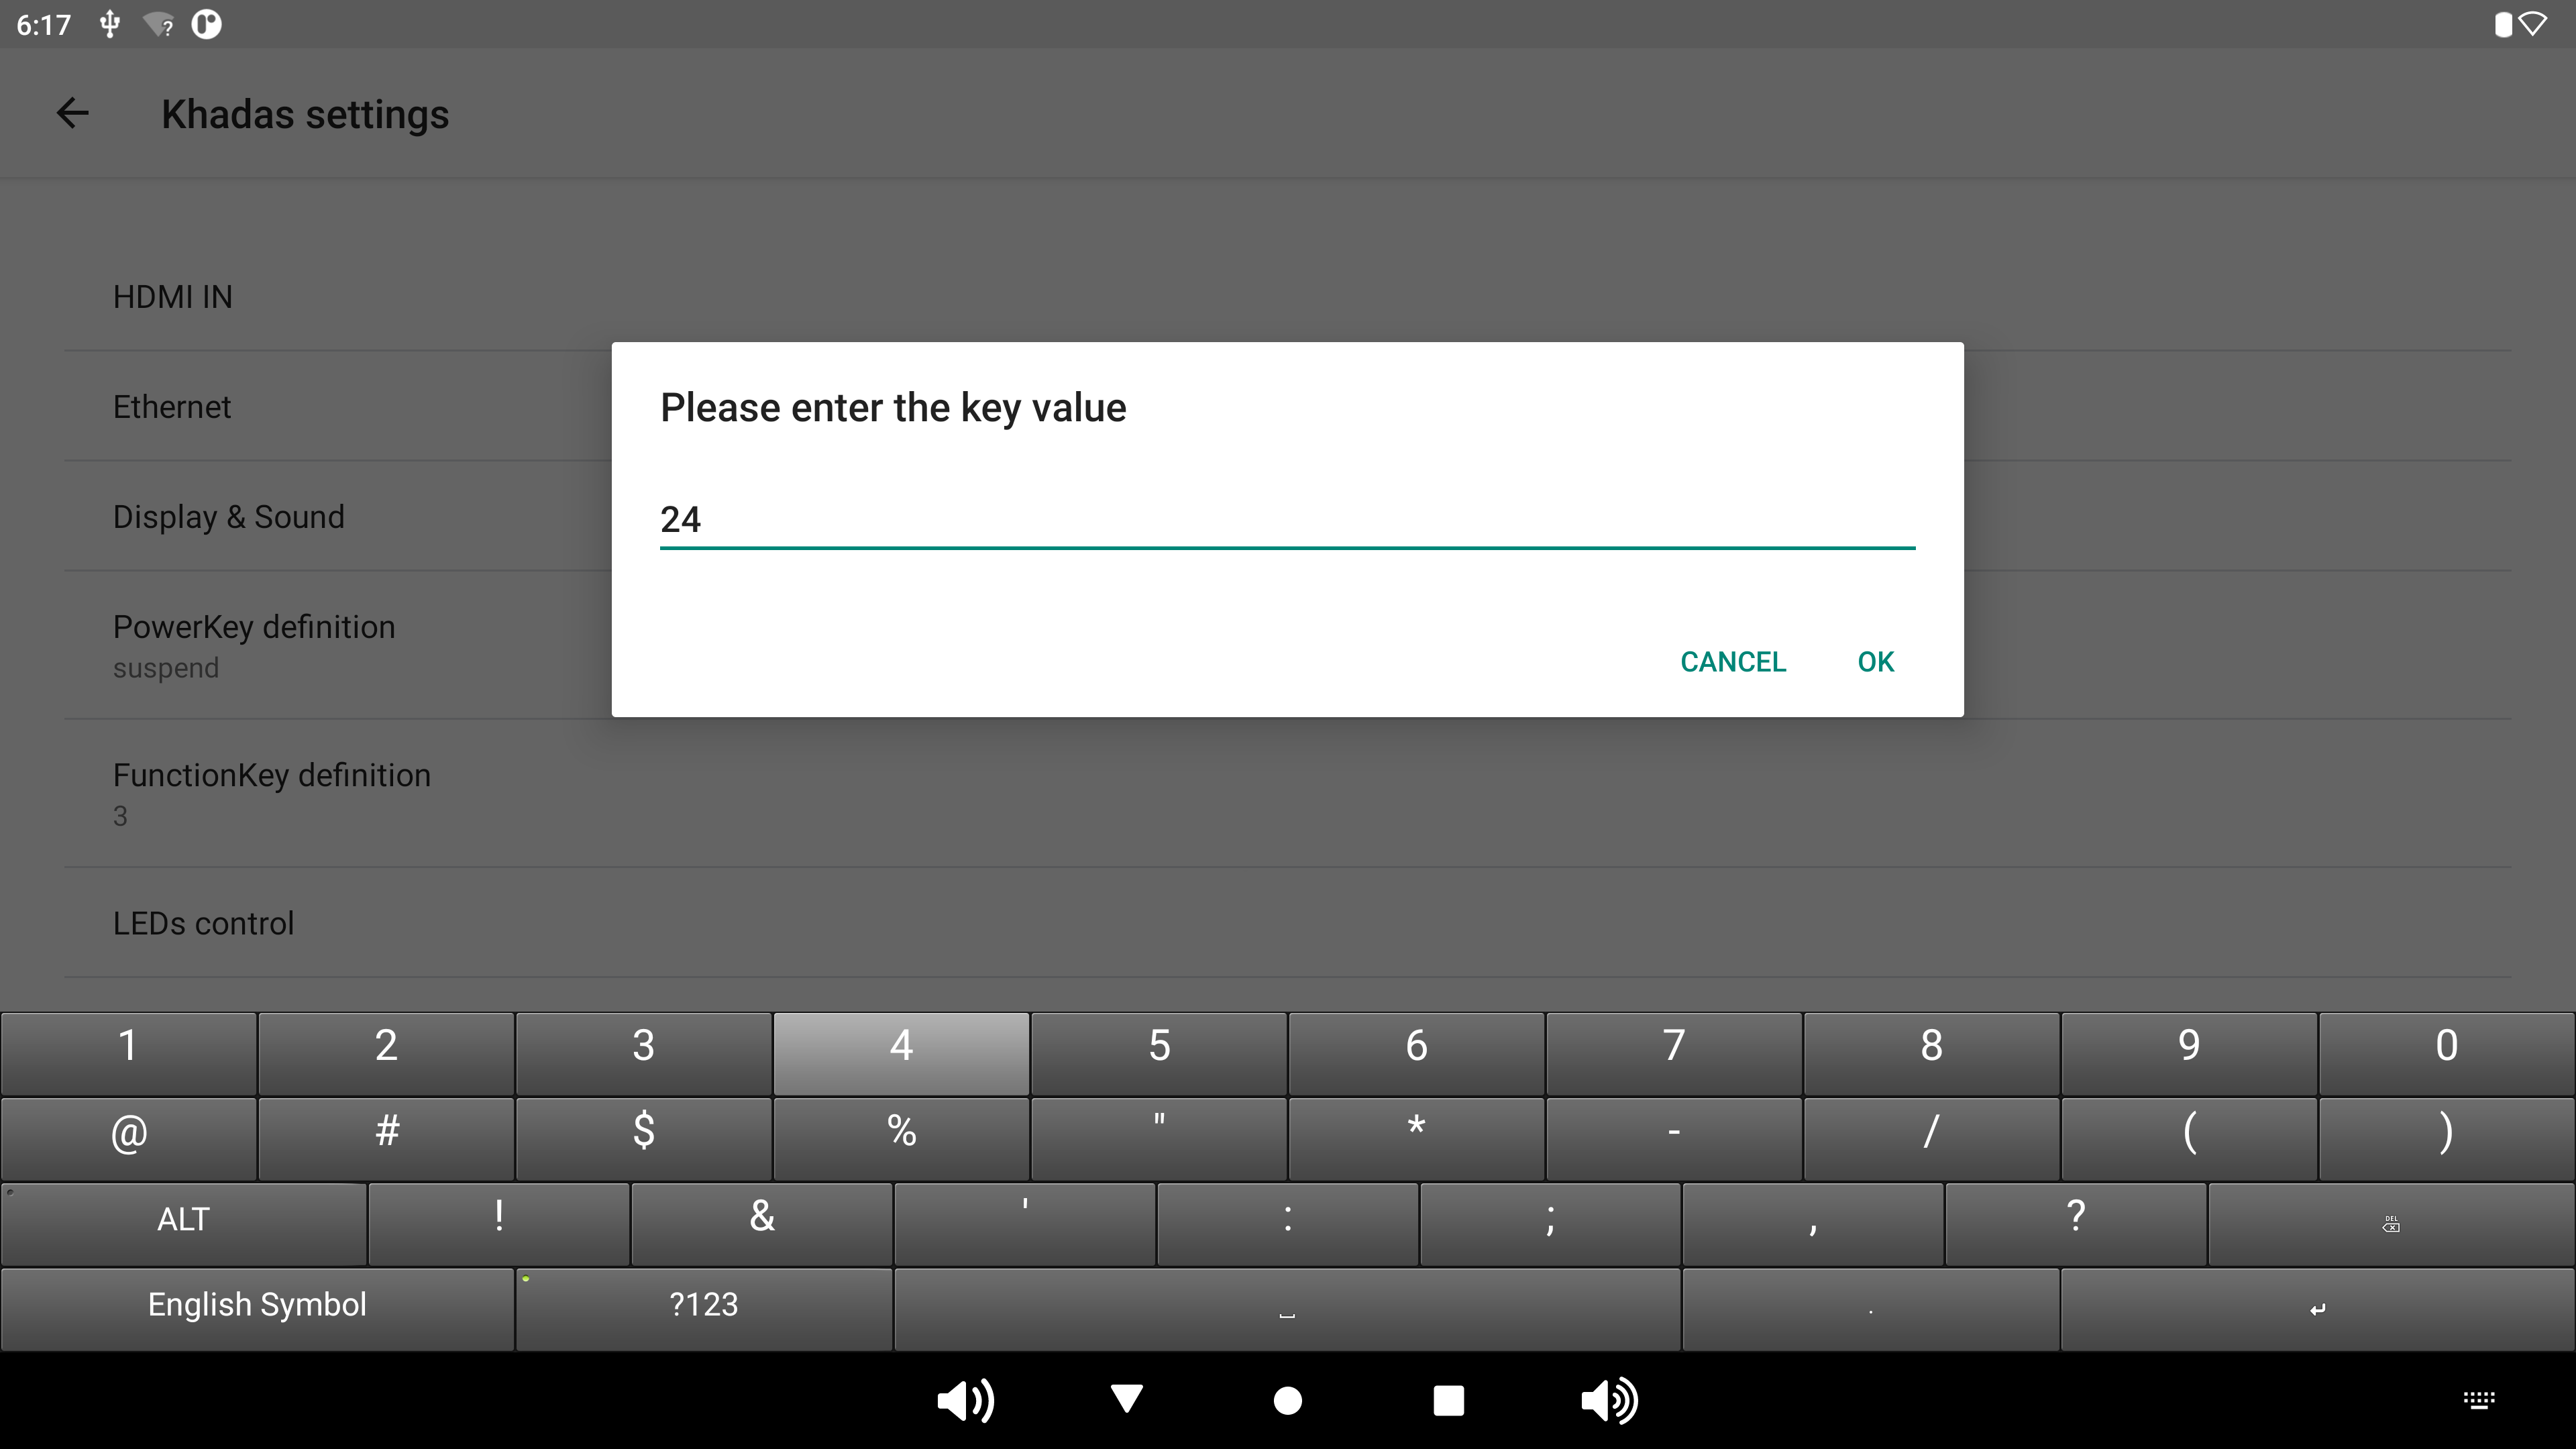 6:17
Khadas settings
HDMI IN
Ethernet
Display & Sound
PowerKey definition
suspend
FunctionKey definition
3
LEDs control
Please enter the key value
24
CANCEL OK
1 2 3 4 5 6 7 8 9 0
@ # $ % " * - / ( )
ALT ! & ' : ; , ? DEL
English Symbol ?123 .